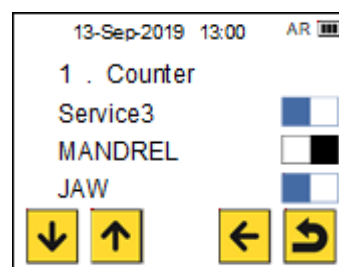 13-Sep-2019 13:00 AR
1 . Counter
Service3
MANDREL
JAW